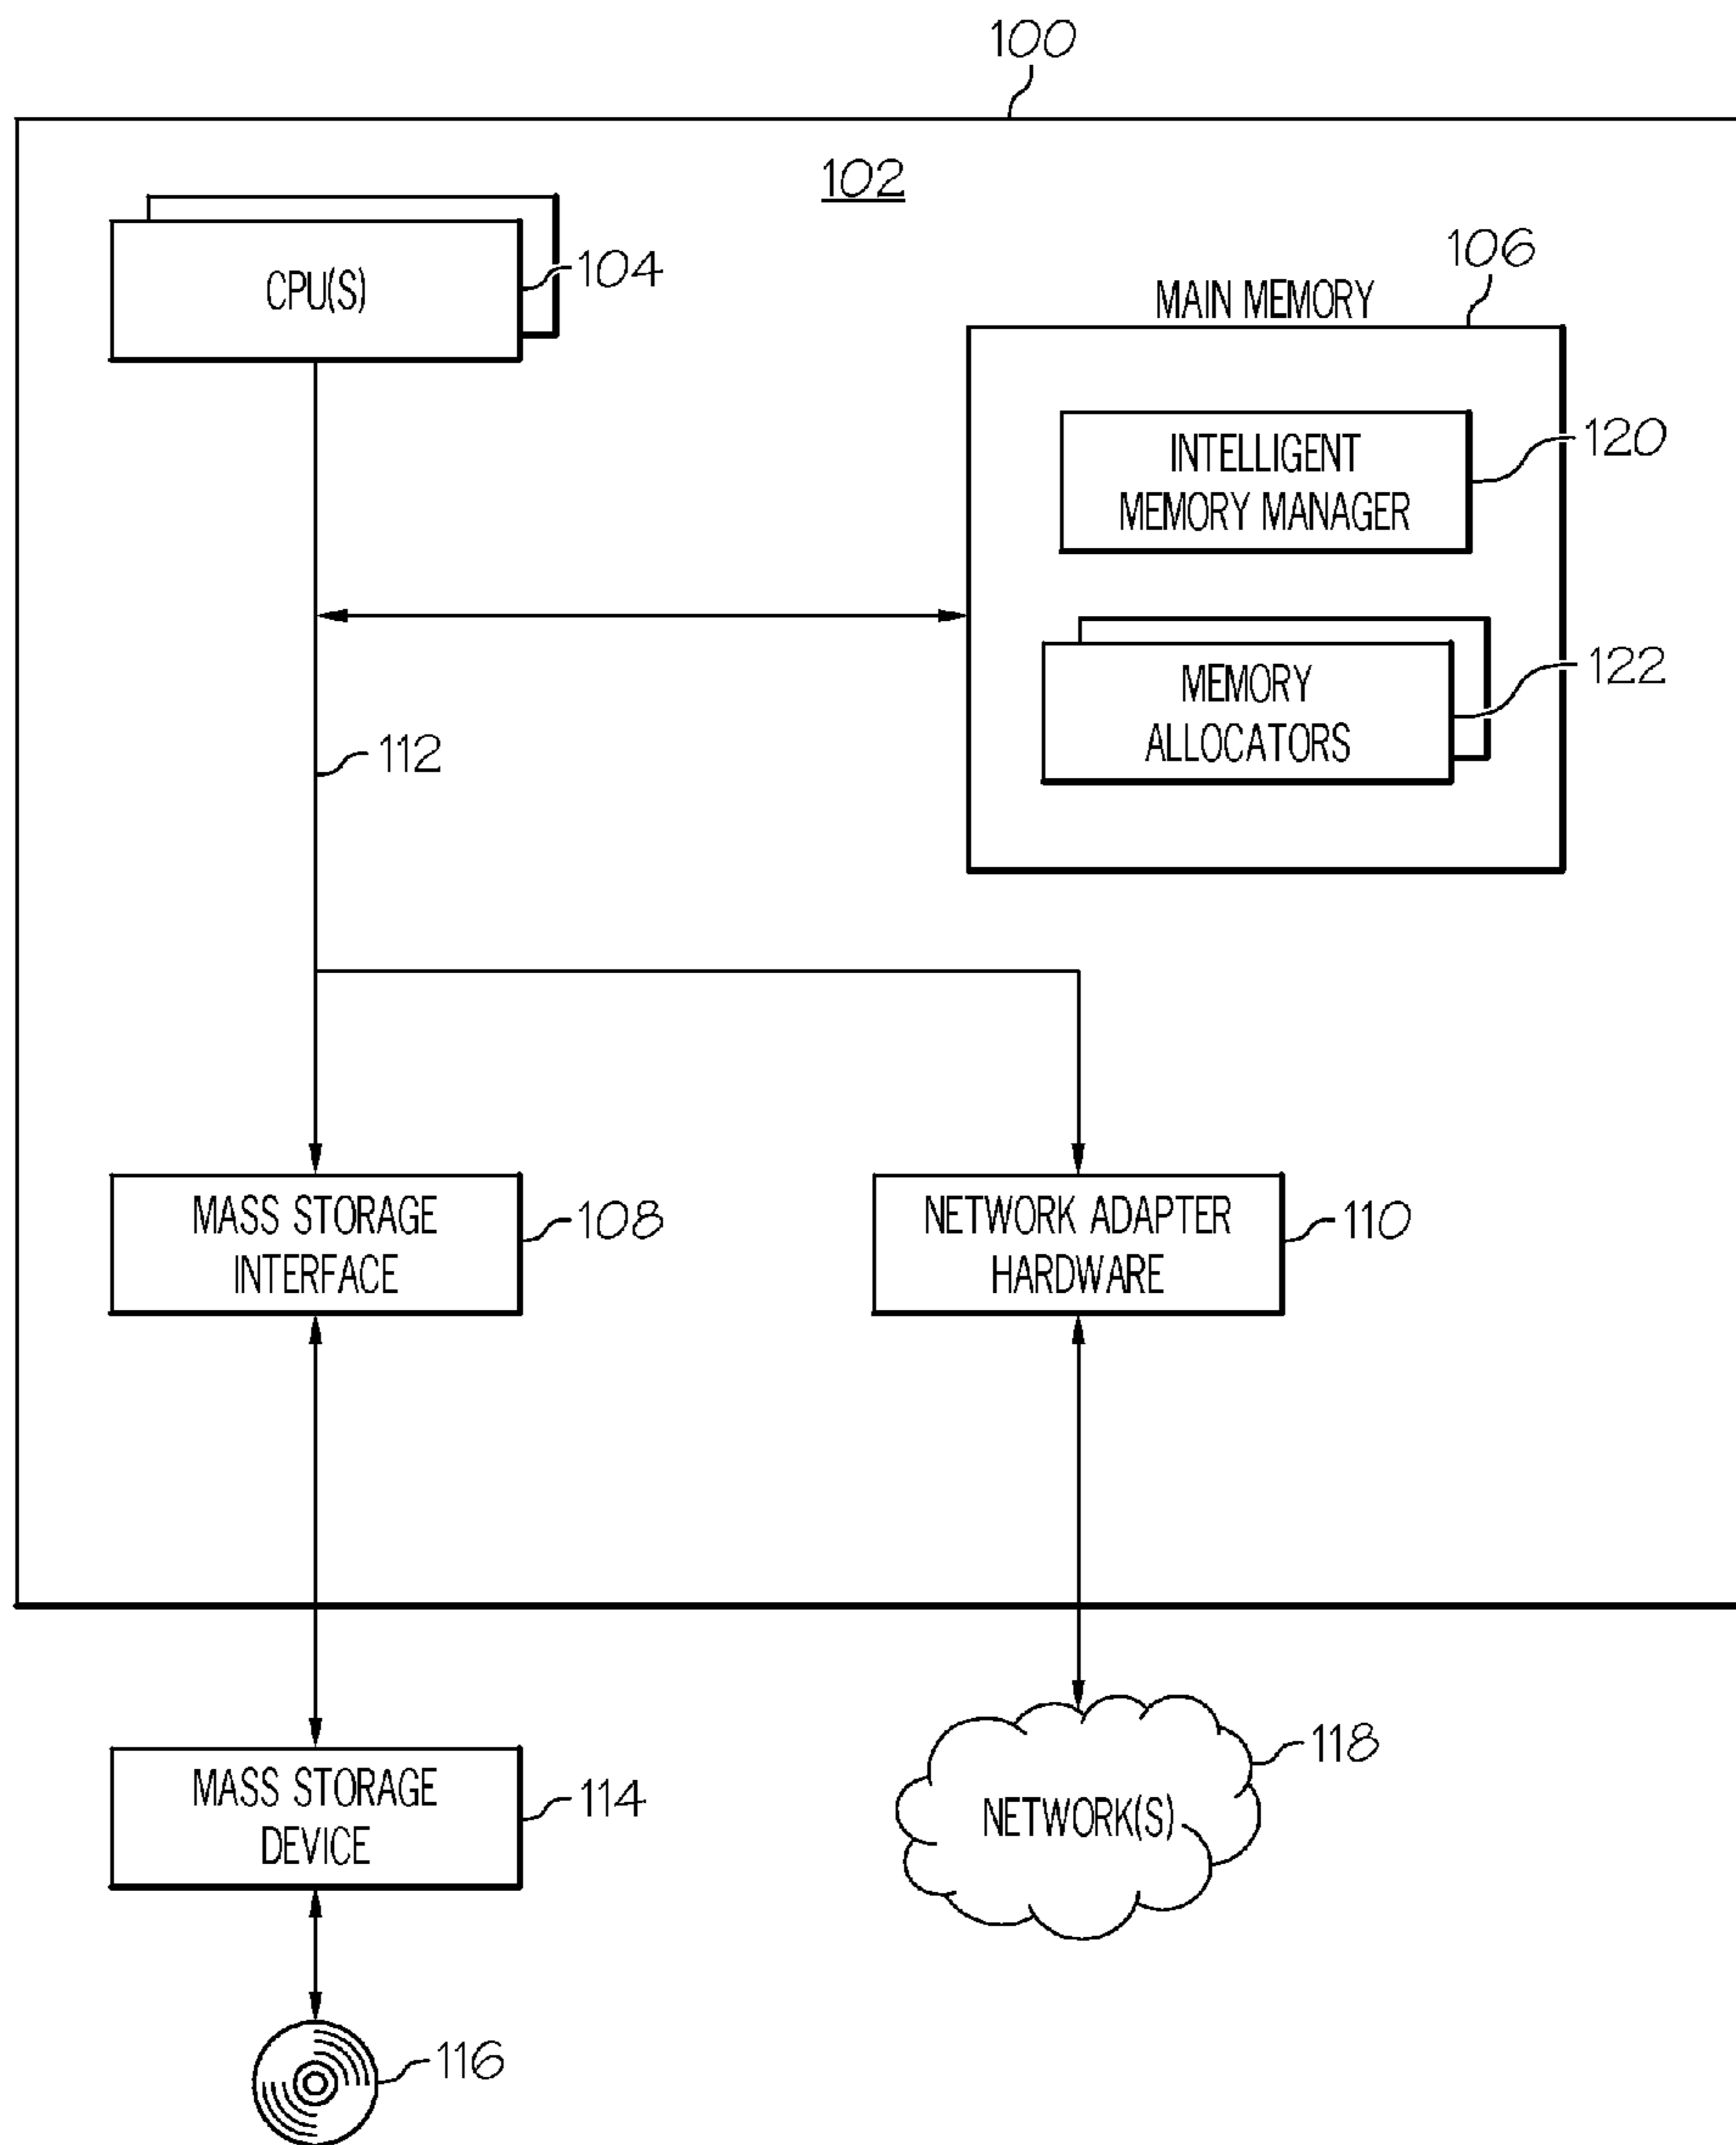 100
102
CPU(S)
104
106
MAIN MEMORY
INTELLIGENT
MEMORY MANAGER
120
MEMORY
ALLOCATORS
122
112
MASS STORAGE
INTERFACE
108
NETWORK ADAPTER
HARDWARE
110
MASS STORAGE
DEVICE
114
NETWORK(S)
118
116